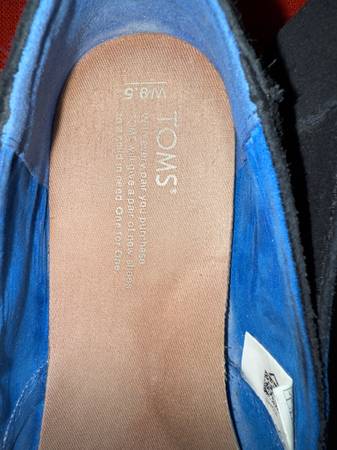 W9.5
TOMS®
With every pair you purchase
TOMS will give a pair of new shoes
to a child in need. One for One.